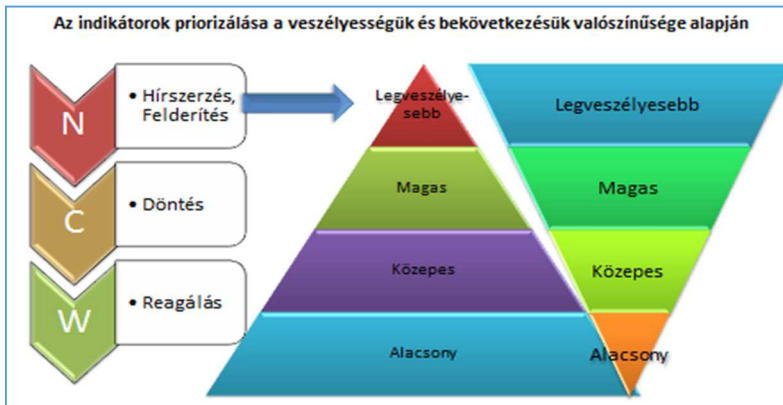 Az indikátorok priorizálása a veszélyességük és bekövetkezésük valószínűsége alapján
N
• Hírszerzés,
Felderítés
C
• Döntés
W
• Reagálás
Legveszélye-
sebb
Magas
Közepes
Alacsony
Legveszélyesebb
Magas
Közepes
Alacsony